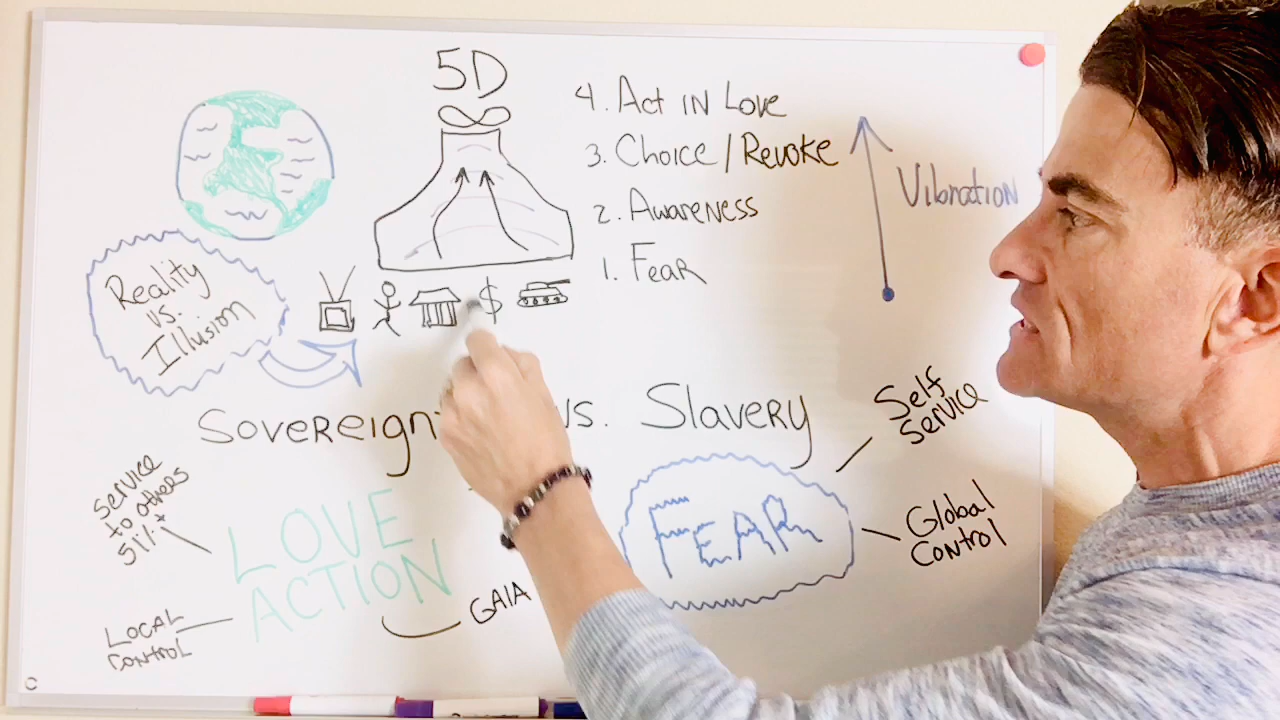 5D
4. Act IN Love
3. Choice / Revoke
2. Awareness
1. Fear
Vibration
Reality
vs.
Illusion
$
Sovereignt vs. Slavery
Self
Service
Service
to others
51%+
LOVE
ACTION
FEAR
Global
Control
GAIA
LOCAL
CONTROL